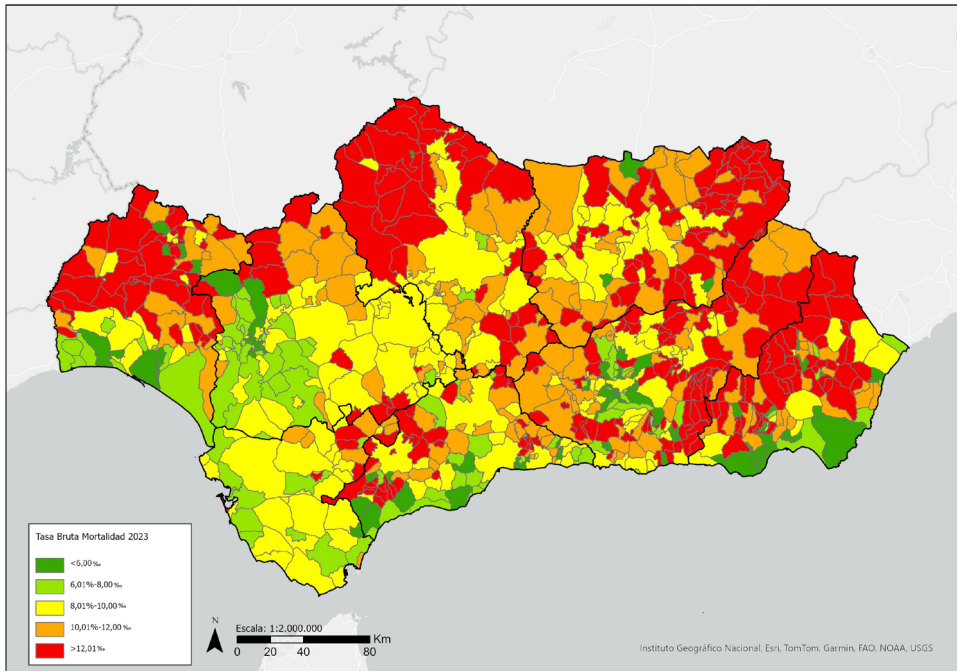 Tasa Bruta Mortalidad 2023
<6,00 ‰
6,01%-8,00 ‰
8,01%-10,00 ‰
10,01%-12,00 ‰
>12,01‰
N
Escala: 1:2.000.000
Km
0 20 40 80
Instituto Geográfico Nacional, Esri, TomTom, Garmin, FAO, NOAA, USGS